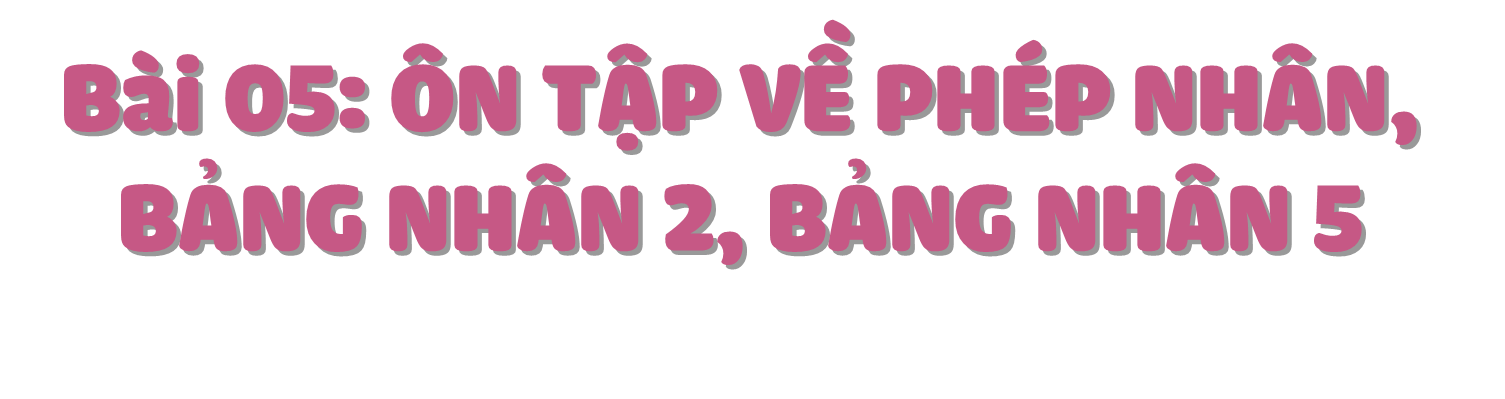 Bài 05: ÔN TẬP VỀ PHÉP NHÂN,
BẢNG NHÂN 2, BẢNG NHÂN 5